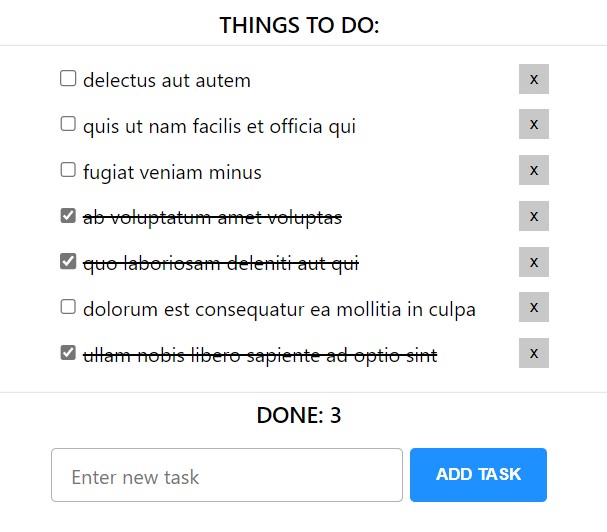 THINGS TO DO:
delectus aut autem x
quis ut nam facilis et officia qui x
fugiat veniam minus x
ab voluptatum amet voluptas x
quo laboriosam deleniti aut qui x
dolorum est consequatur ea mollitia in culpa x
ullam nobis libero sapiente ad optio sint x
DONE: 3
Enter new task ADD TASK